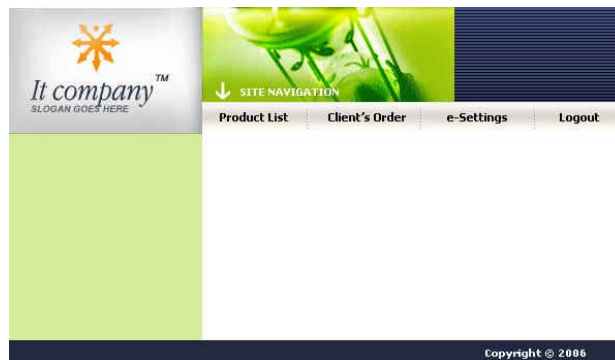 It company™
SLOGAN GOES HERE
SITE NAVIGATION
Product List Client's Order e-Settings Logout
Copyright © 2006